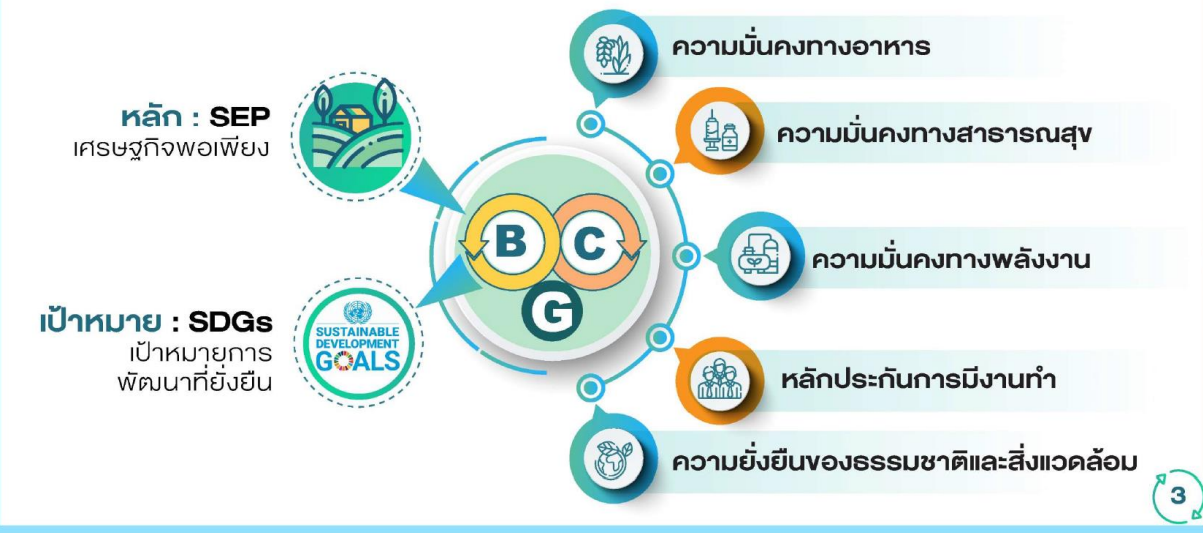 หลัก : SEP
เศรษฐกิจพอเพียง
เป้าหมาย : SDGs
เป้าหมายการ
พัฒนาที่ยั่งยืน
SUSTAINABLE
DEVELOPMENT
GOALS
B
C
G
ความมั่นคงทางอาหาร
ความมั่นคงทางสาธารณสุข
ความมั่นคงทางพลังงาน
หลักประกันการมีงานทำ
ความยั่งยืนของธรรมชาติและสิ่งแวดล้อม
3